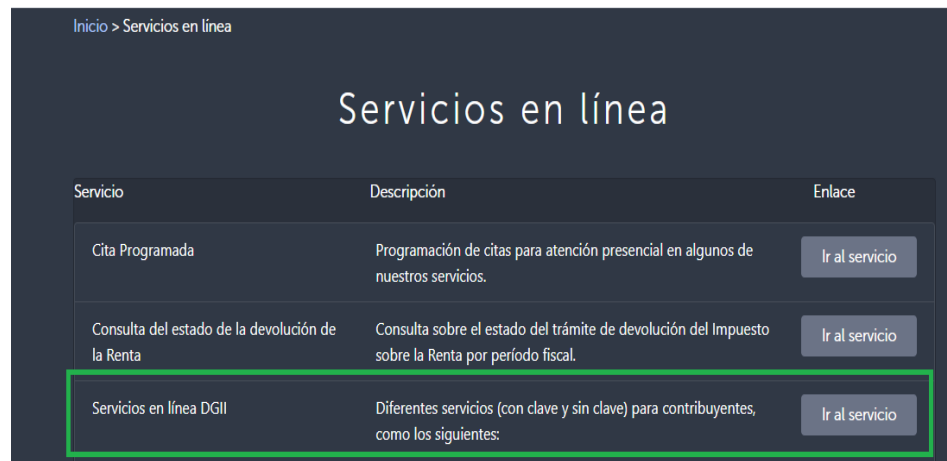 Inicio > Servicios en línea
Servicios en línea
Servicio Descripción Enlace
Cita Programada Programación de citas para atención presencial en algunos de Ir al servicio
nuestros servicios.
Consulta del estado de la devolución de Consulta sobre el estado del trámite de devolución del Impuesto Ir al servicio
la Renta sobre la Renta por período fiscal.
Servicios en línea DGII Diferentes servicios (con clave y sin clave) para contribuyentes, Ir al servicio
como los siguientes: